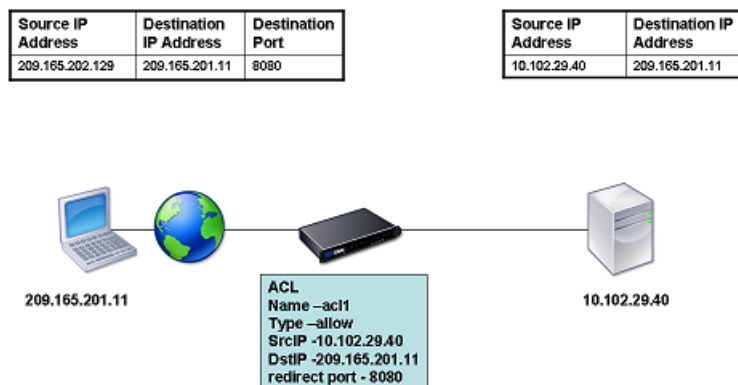 Source IP Address
Destination IP Address
Destination Port
209.165.202.129
209.165.201.11
8080
Source IP Address
Destination IP Address
10.102.29.40
209.165.201.11
209.165.201.11
10.102.29.40
ACL
Name –acl1
Type –allow
SrcIP -10.102.29.40
DstIP -209.165.201.11
redirect port - 8080